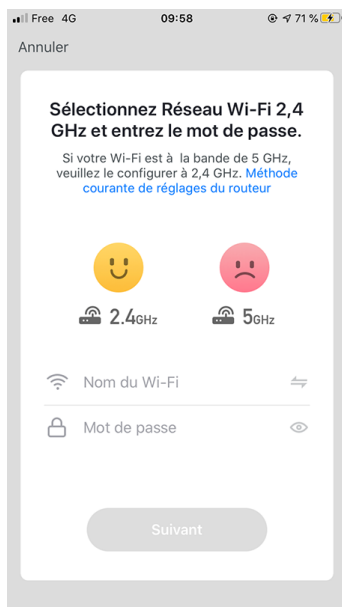 Free 4G 09:58 71 %
Annuler
Sélectionnez Réseau Wi-Fi 2,4
GHz et entrez le mot de passe.
Si votre Wi-Fi est à la bande de 5 GHz,
veuillez le configurer à 2,4 GHz. Méthode
courante de réglages du routeur
2.4GHz 5GHz
Nom du Wi-Fi
Mot de passe
Suivant